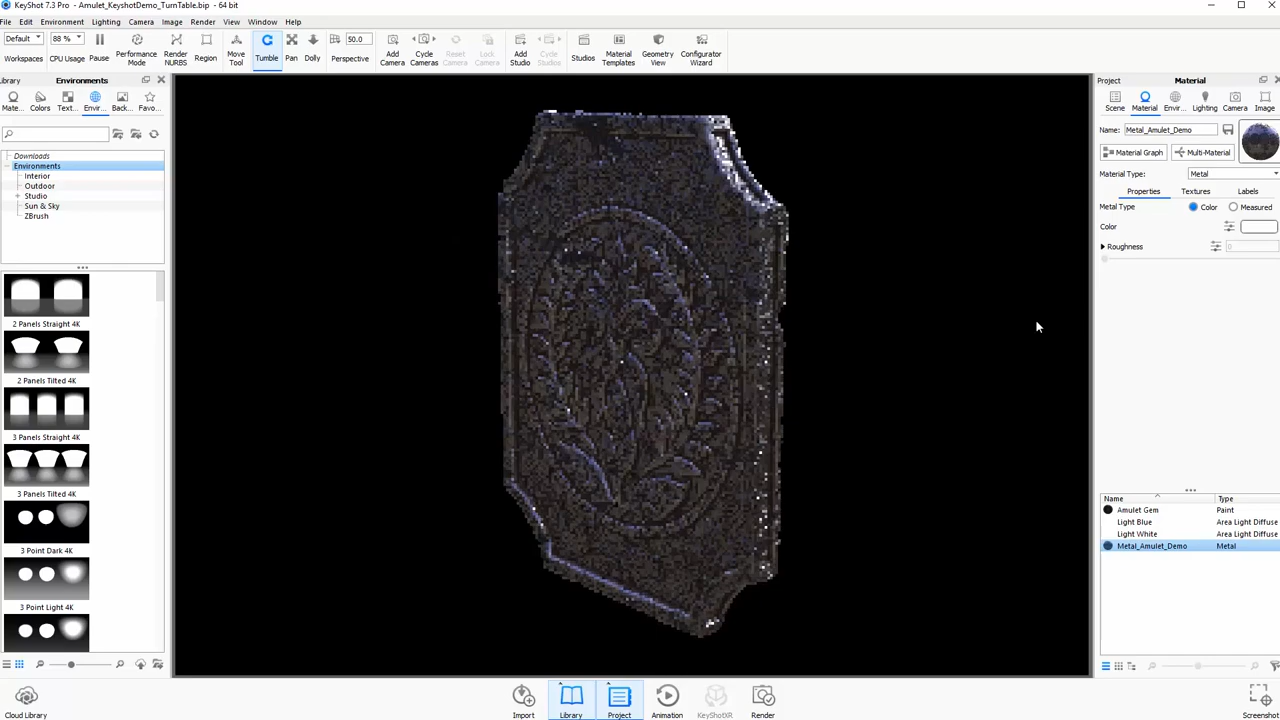 KeyShot 7.3 Pro - Amulet_KeyshotDemo_TurnTable.bip - 64 bit
File Edit Environment Lighting Camera Image Render View Window Help
Default 88 % 50.0
Workspaces CPU Usage Pause Performance Mode Render NURBS Region Move Tool Tumble Pan Dolly Perspective Add Camera Cycle Cameras Reset Camera Lock Camera Add Studio Cycle Studios Studios Material Templates Geometry View Configurator Wizard
Library Environments
Mate... Colors Text... Envir... Back... Favo...
Downloads
Environments
Interior
Outdoor
Studio
Sun & Sky
ZBrush
2 Panels Straight 4K
2 Panels Tilted 4K
3 Panels Straight 4K
3 Panels Tilted 4K
3 Point Dark 4K
3 Point Light 4K
Project Material
Scene Material Envir... Lighting Camera Image
Name: Metal_Amulet_Demo
Material Graph Multi-Material
Material Type: Metal
Properties Textures Labels
Metal Type Color Measured
Color
Roughness 0
Name Type
Amulet Gem Paint
Light Blue Area Light Diffuse
Light White Area Light Diffuse
Metal_Amulet_Demo Metal
Cloud Library Import Library Project Animation KeyShotXR Render Screenshot